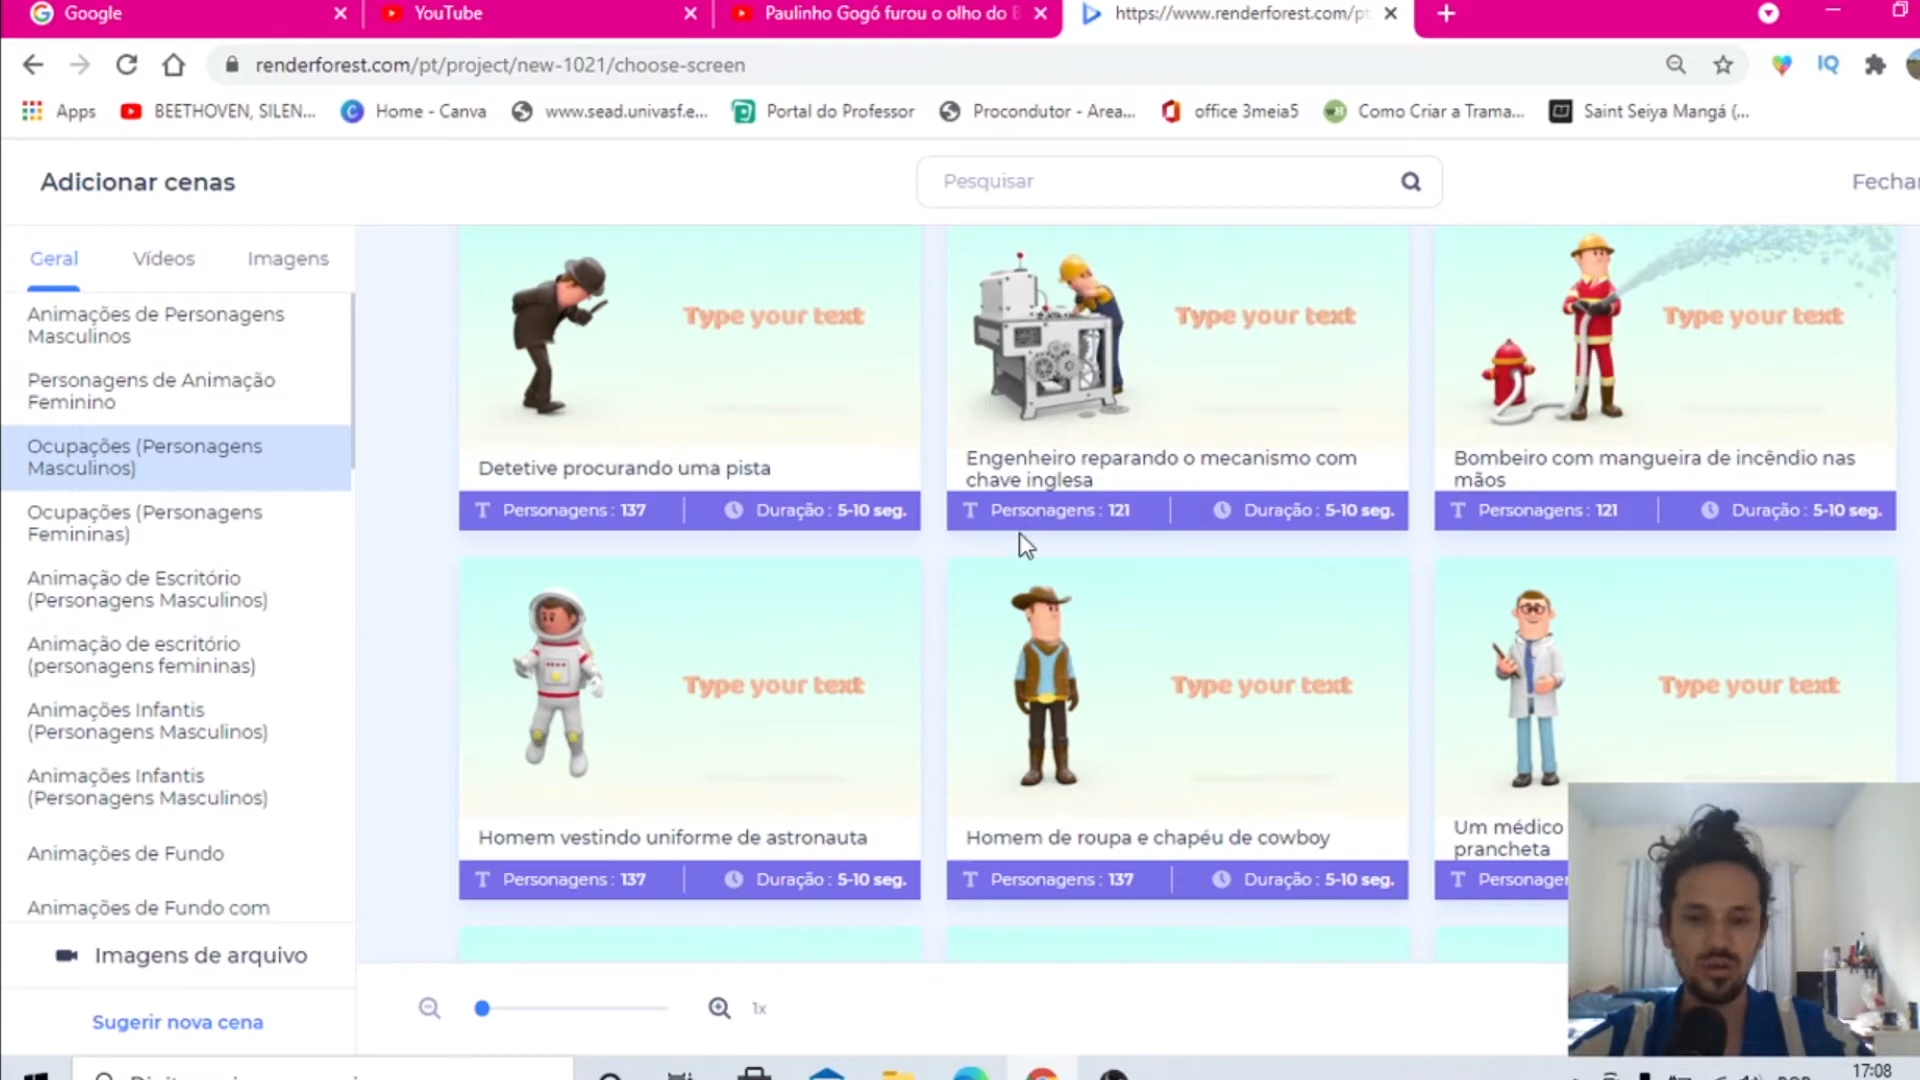 Google
YouTube
Paulinho Gogó furou o olho do
https://www.renderforest.com/pt
renderforest.com/pt/project/new-1021/choose-screen
IQ
Apps
BEETHOVEN, SILEN...
Home - Canva
www.sead.univasf.e...
Portal do Professor
Procondutor - Area...
office 3meia5
Como Criar a Trama...
Saint Seiya Mangá (...
Adicionar cenas
Pesquisar
Fechar
Geral
Vídeos
Imagens
Animações de Personagens
Masculinos
Personagens de Animação
Feminino
Ocupações (Personagens
Masculinos)
Ocupações (Personagens
Femininas)
Animação de Escritório
(Personagens Masculinos)
Animação de escritório
(personagens femininas)
Animações Infantis
(Personagens Masculinos)
Animações Infantis
(Personagens Masculinos)
Animações de Fundo
Animações de Fundo com
Imagens de arquivo
Sugerir nova cena
Type your text
Detetive procurando uma pista
Personagens : 137
Duração : 5-10 seg.
Type your text
Engenheiro reparando o mecanismo com
chave inglesa
Personagens : 121
Duração : 5-10 seg.
Type your text
Bombeiro com mangueira de incêndio nas
mãos
Personagens : 121
Duração : 5-10 seg.
Type your text
Homem vestindo uniforme de astronauta
Personagens : 137
Duração : 5-10 seg.
Type your text
Homem de roupa e chapéu de cowboy
Personagens : 137
Duração : 5-10 seg.
Type your text
Um médico
prancheta
Personagen
1x
17:08